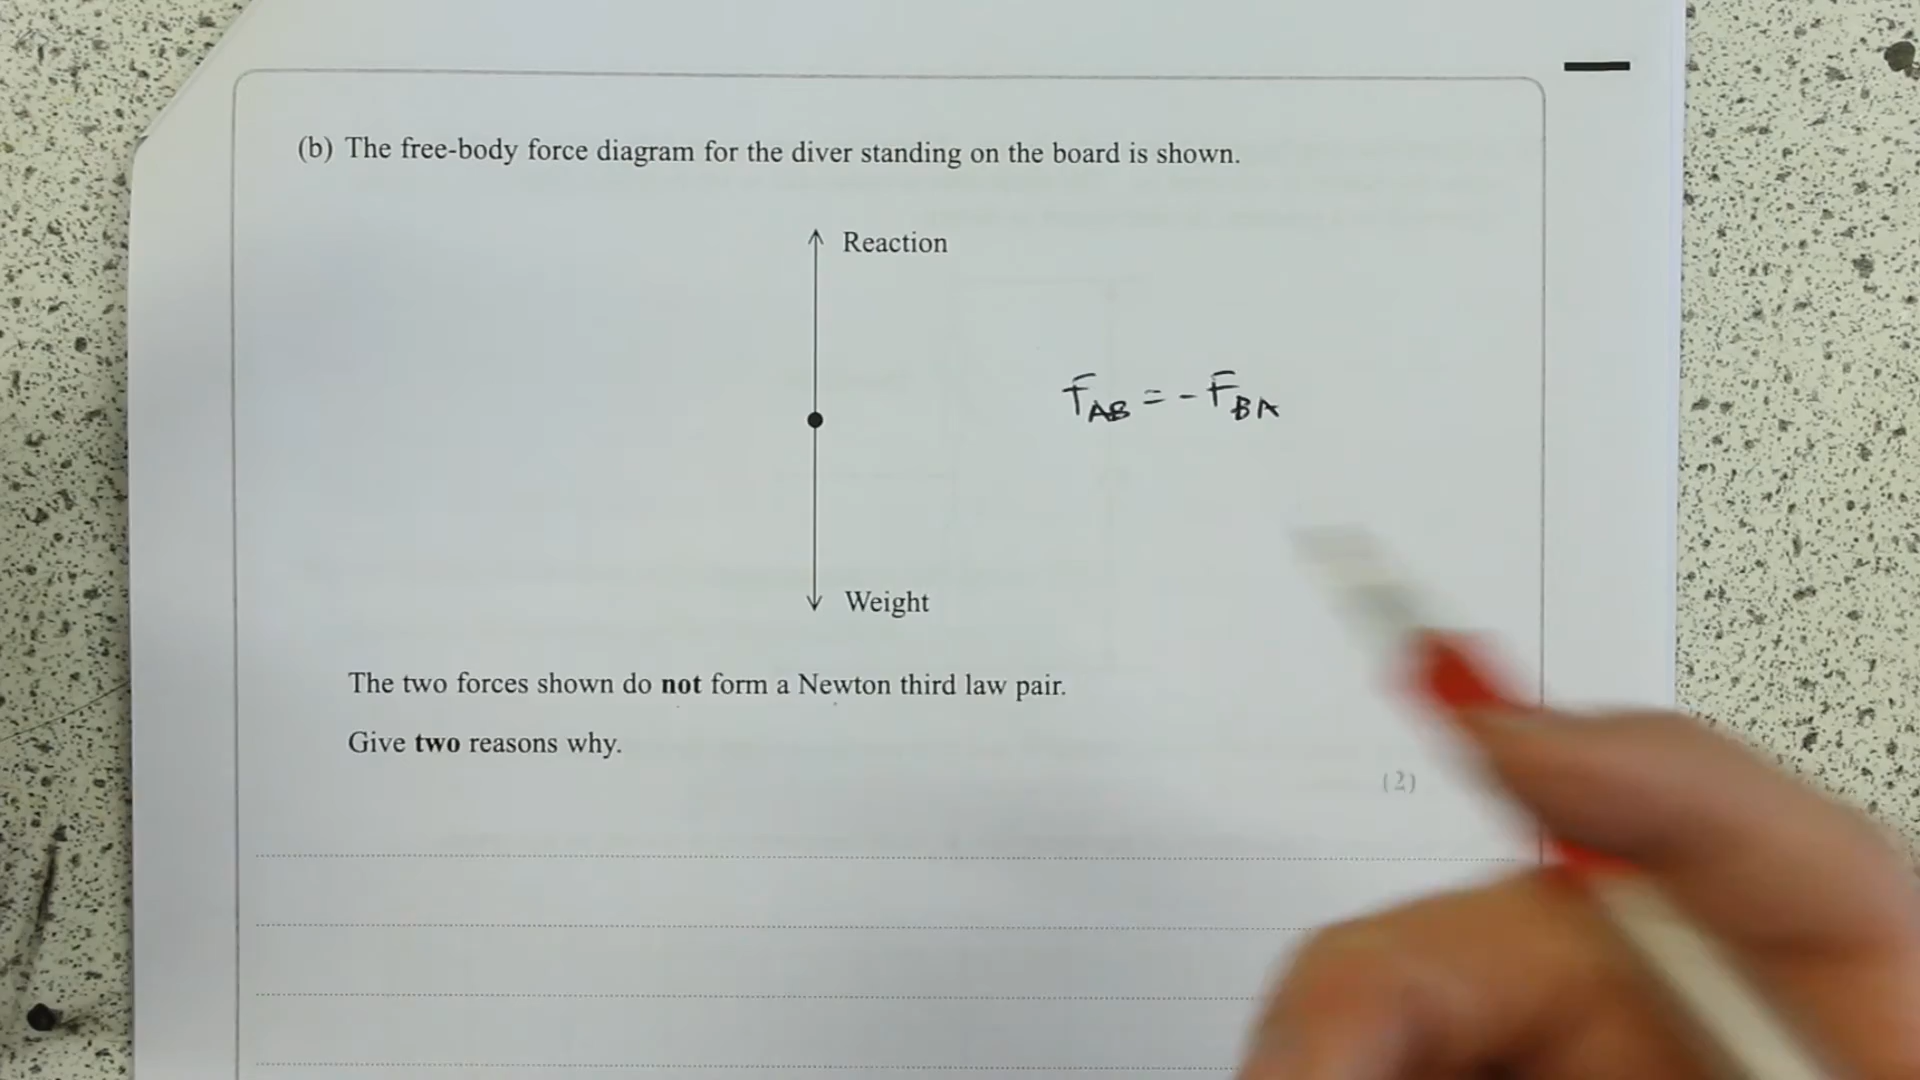 (b) The free-body force diagram for the diver standing on the board is shown.
Reaction
F_AB = -F_BA
Weight
The two forces shown do not form a Newton third law pair.
Give two reasons why.
(2)